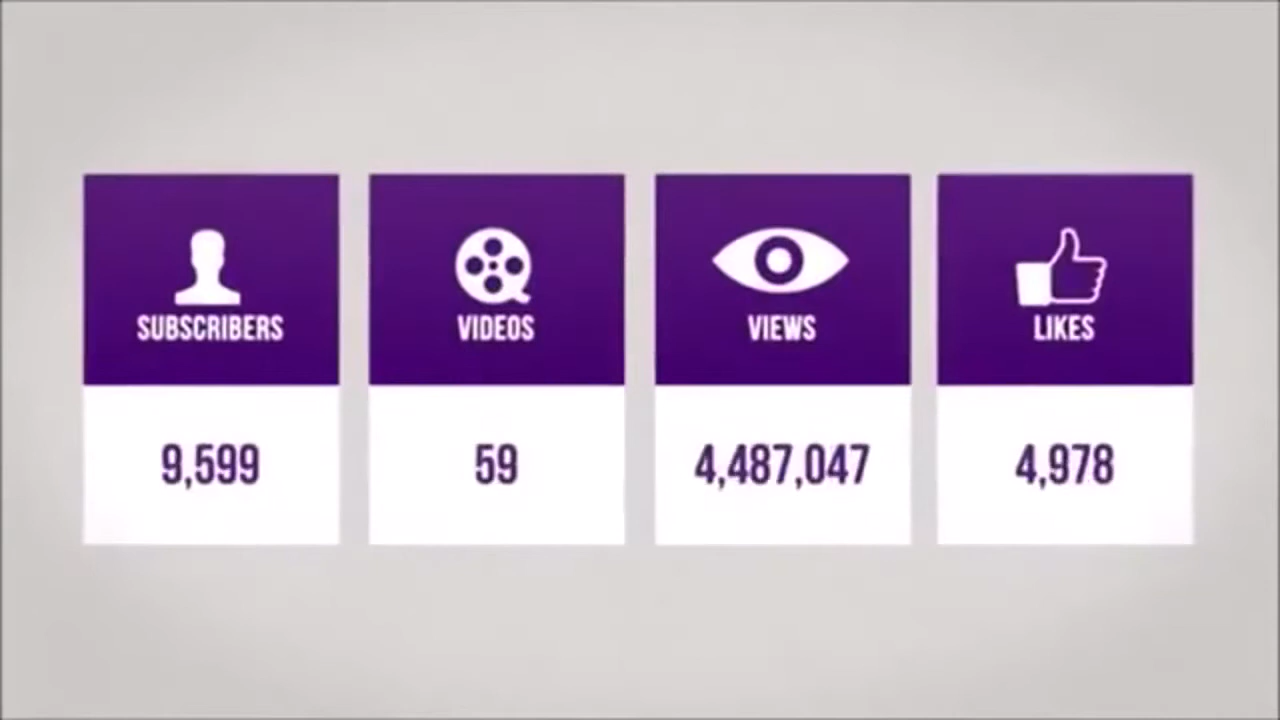 SUBSCRIBERS
9,599
VIDEOS
59
VIEWS
4,487,047
LIKES
4,978